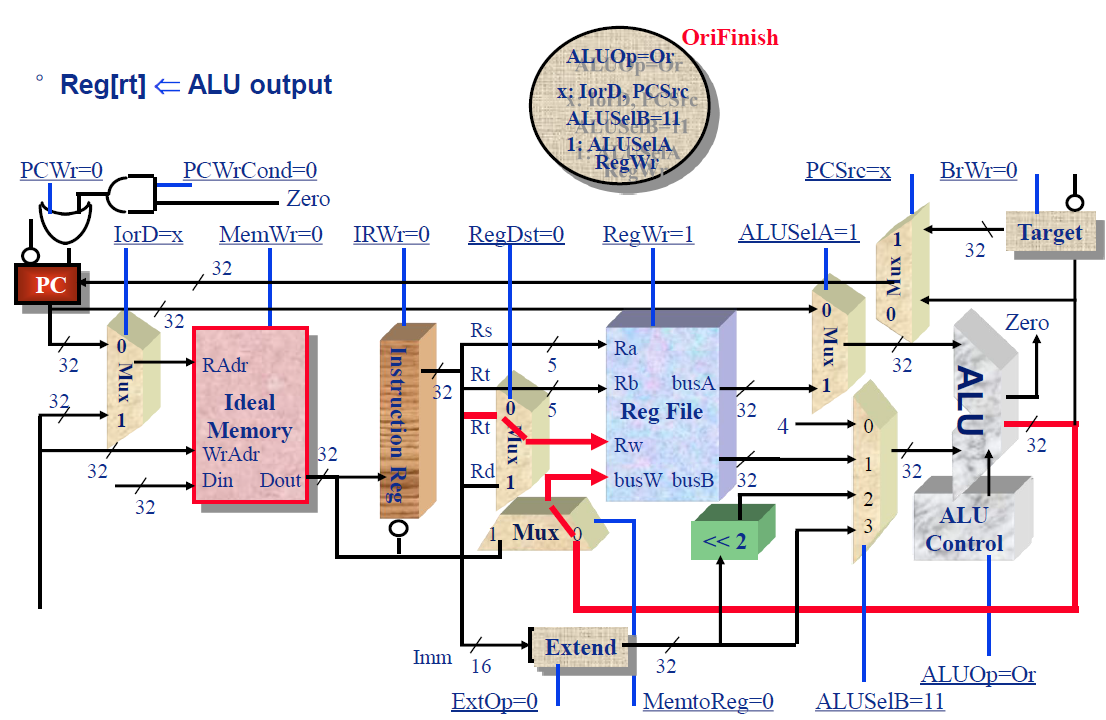 OriFinish
ALUOp=Or
x: IorD, PCSrc
ALUSelB=11
1: ALUSelA
RegWr
° Reg[rt] ⇐ ALU output
PCWr=0
PCWrCond=0
PCSrc=x
BrWr=0
Zero
IorD=x
MemWr=0
IRWr=0
RegDst=0
RegWr=1
ALUSelA=1
1
Mux
0
32
Target
PC
32
32
32
0
Mux
1
32
32
RAdr
Ideal
Memory
WrAdr
Din
Dout
32
32
Instruction Reg
32
Rs
5
Rt
5
Rt
Rd
0
Mux
1
Ra
Rb
busA
Reg File
Rw
busW
busB
32
32
0
Mux
1
32
4
0
1
2
3
32
ALU
Zero
32
ALU
Control
1
Mux
0
<< 2
Imm
16
Extend
32
ExtOp=0
MemtoReg=0
ALUSelB=11
ALUOp=Or